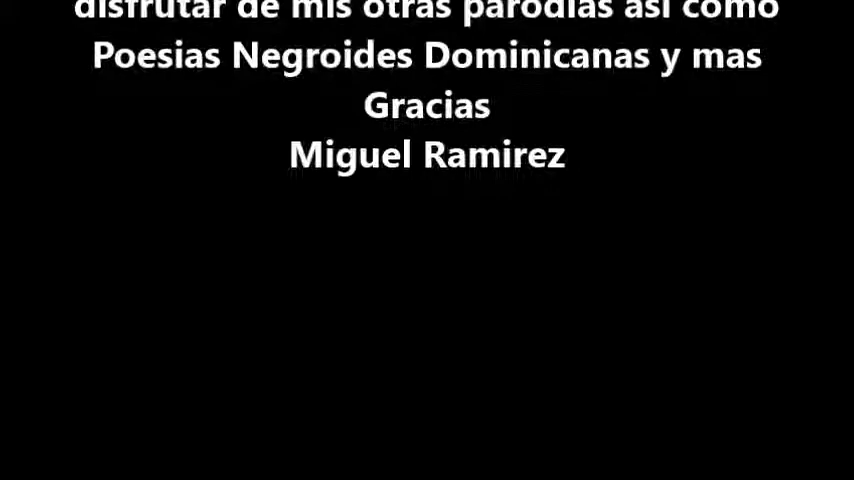 disfrutar de mis otras parodias asi como
Poesias Negroides Dominicanas y mas
Gracias
Miguel Ramirez